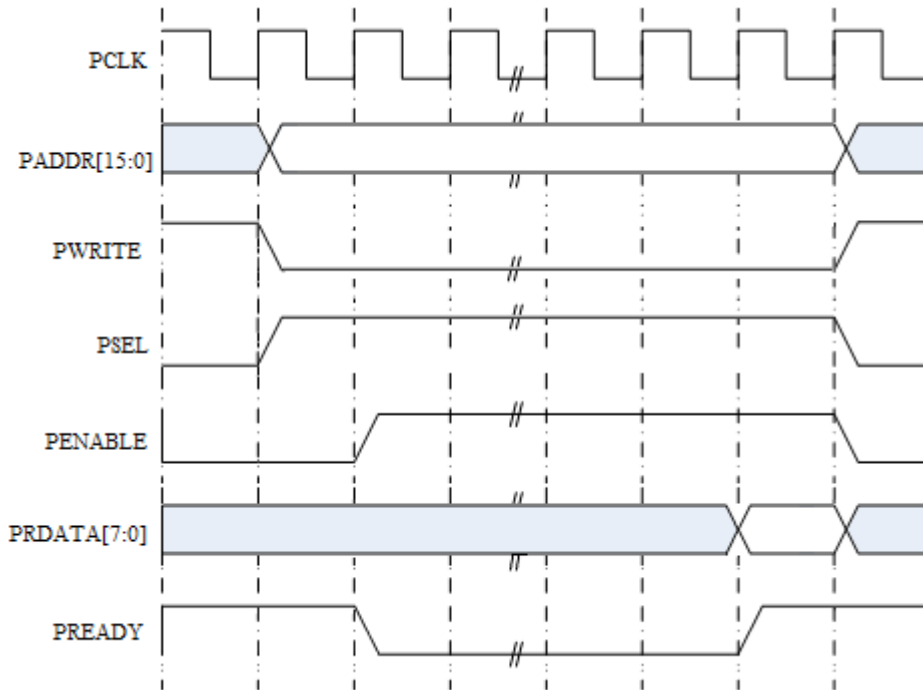 PCLK
PADDR[15:0]
PWRITE
PSEL
PENABLE
PRDATA[7:0]
PREADY